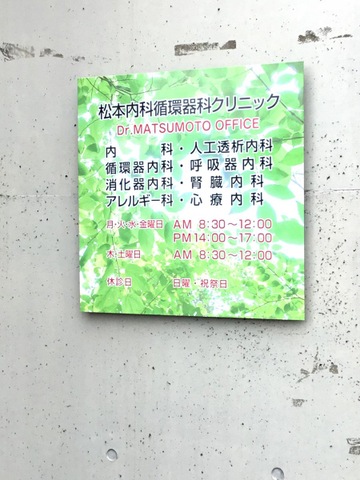 松本内科循環器科クリニック
Dr.MATSUMOTO OFFICE
内 科・人工透析内科
循環器内科・呼吸器内科
消化器内科・腎臓内科
アレルギー科・心療内科
月・火・水・金曜日 AM 8:30〜12:00
PM 14:00〜17:00
木・土曜日 AM 8:30〜12:00
休診日 日曜・祝祭日